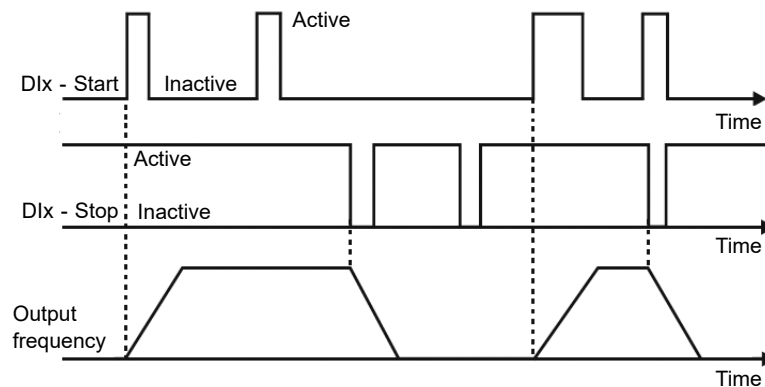 Active
DIx - Start
Inactive
Time
Active
DIx - Stop
Inactive
Time
Output
frequency
Time